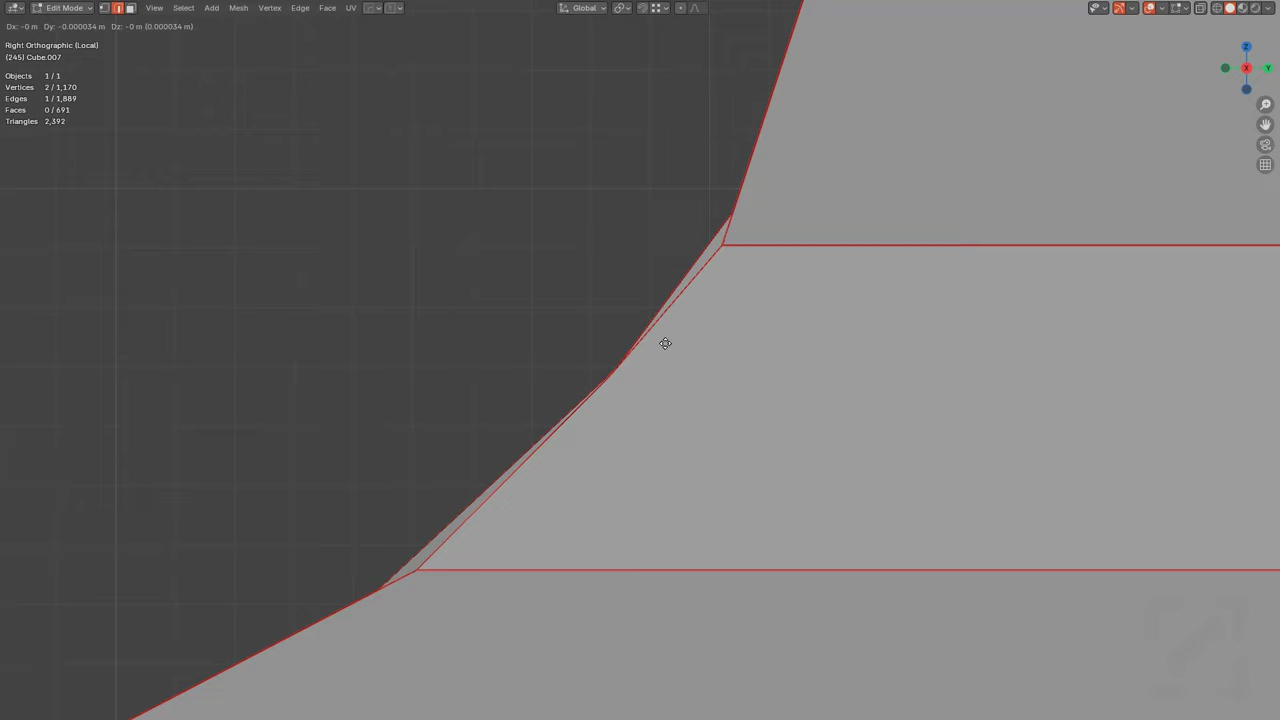 Edit Mode View Select Add Mesh Vertex Edge Face UV Global
Dx: -0 m Dy: -0.000034 m Dz: -0 m (0.000034 m)
Right Orthographic (Local)
(245) Cube.007
Objects 1 / 1
Vertices 2 / 1,170
Edges 1 / 1,889
Faces 0 / 691
Triangles 2,392
Z
X
Y